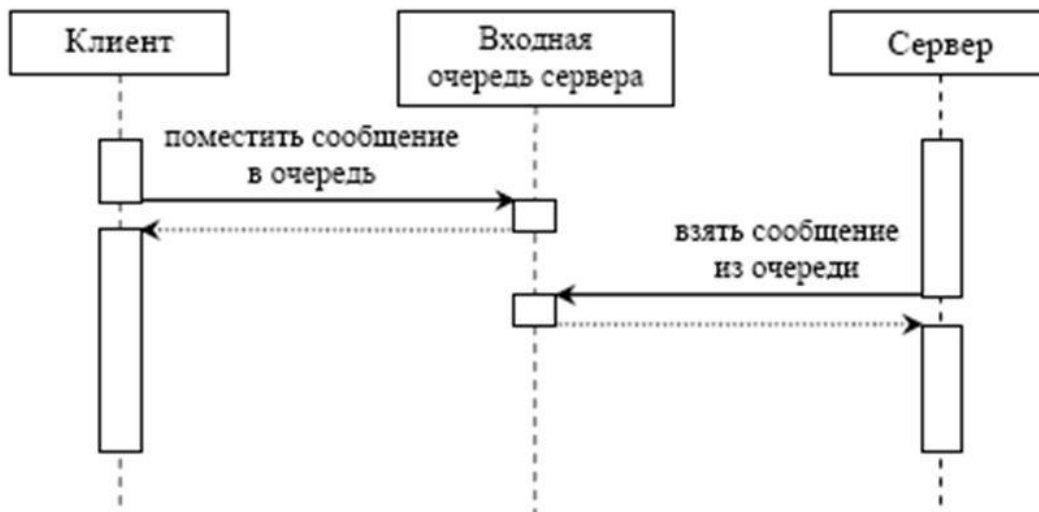 Клиент
Входная
очередь сервера
Сервер
поместить сообщение
в очередь
взять сообщение
из очереди